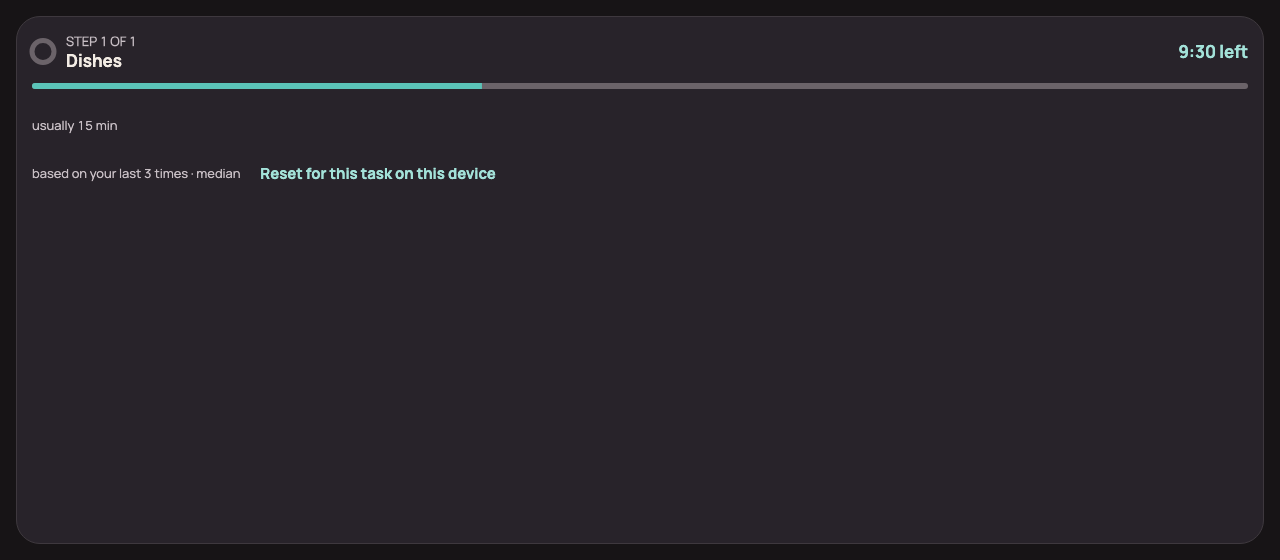 STEP 1 OF 1
Dishes
9:30 left
usually 15 min
based on your last 3 times · median
Reset for this task on this device